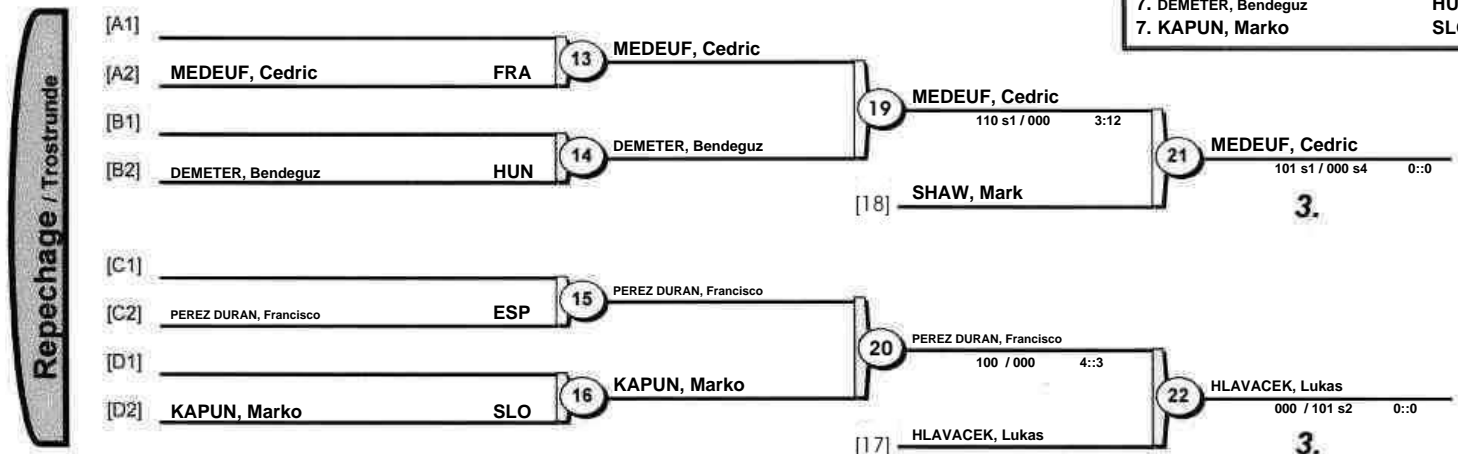 7. DEMETER, Bendeguz HU
7. KAPUN, Marko SL
Repechage / Trostrunde
[A1]
[A2] MEDEUF, Cedric FRA
13 MEDEUF, Cedric
[B1]
[B2] DEMETER, Bendeguz HUN
14 DEMETER, Bendeguz
19 MEDEUF, Cedric
110 s1 / 000 3:12
[18] SHAW, Mark
21 MEDEUF, Cedric
101 s1 / 000 s4 0::0
3.
[C1]
[C2] PEREZ DURAN, Francisco ESP
15 PEREZ DURAN, Francisco
[D1]
[D2] KAPUN, Marko SLO
16 KAPUN, Marko
20 PEREZ DURAN, Francisco
100 / 000 4::3
[17] HLAVACEK, Lukas
22 HLAVACEK, Lukas
000 / 101 s2 0::0
3.